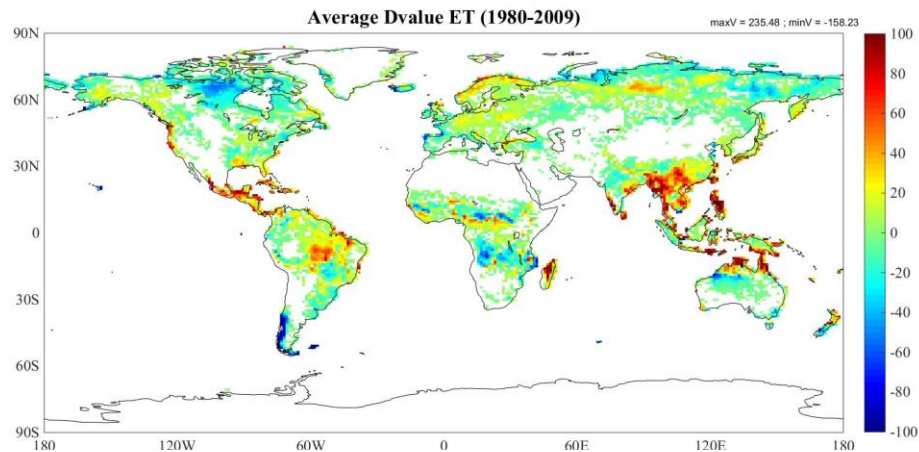 Average Dvalue ET (1980-2009)
maxV = 235.48 ; minV = -158.23
90N
60N
30N
0
30S
60S
90S
180
120W
60W
0
60E
120E
180
100
80
60
40
20
0
-20
-40
-60
-80
-100